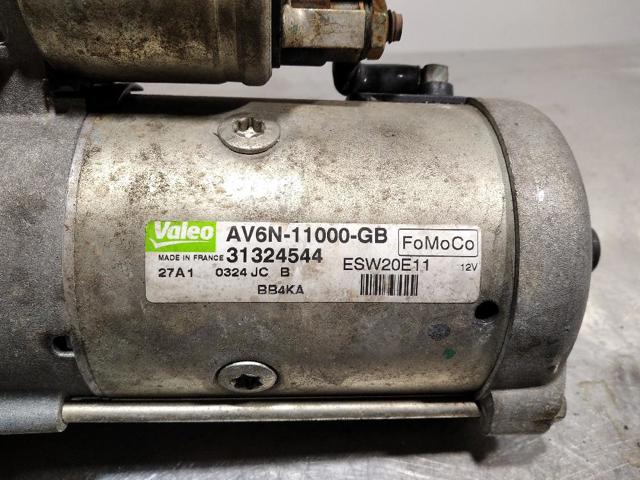 Valeo AV6N-11000-GB FoMoCo
MADE IN FRANCE 31324544 ESW20E11 12V
27A1 0324 JC B
BB4KA